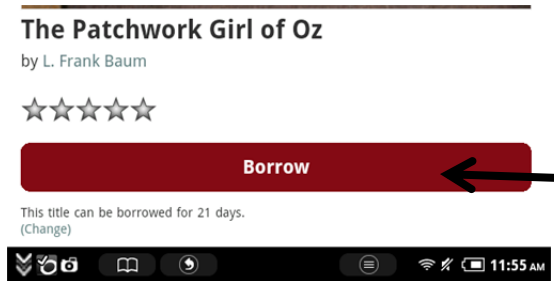 The Patchwork Girl of Oz
by L. Frank Baum
Borrow
This title can be borrowed for 21 days.
(Change)
11:55 AM